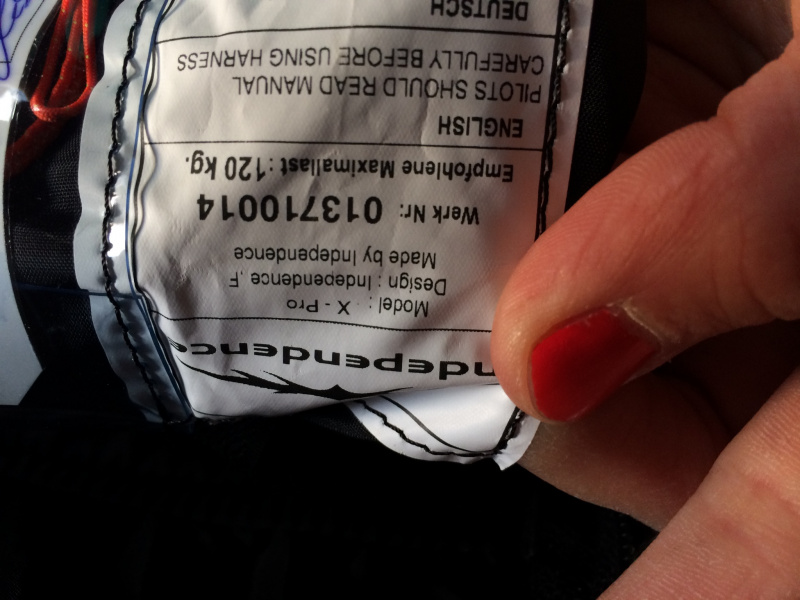 Independence
Model : X - Pro
Design : Independence, F
Made by Independence
Werk Nr: 013710014
Empfohlene Maximallast : 120 kg.
ENGLISH
PILOTS SHOULD READ MANUAL
CAREFULLY BEFORE USING HARNESS
DEUTSCH